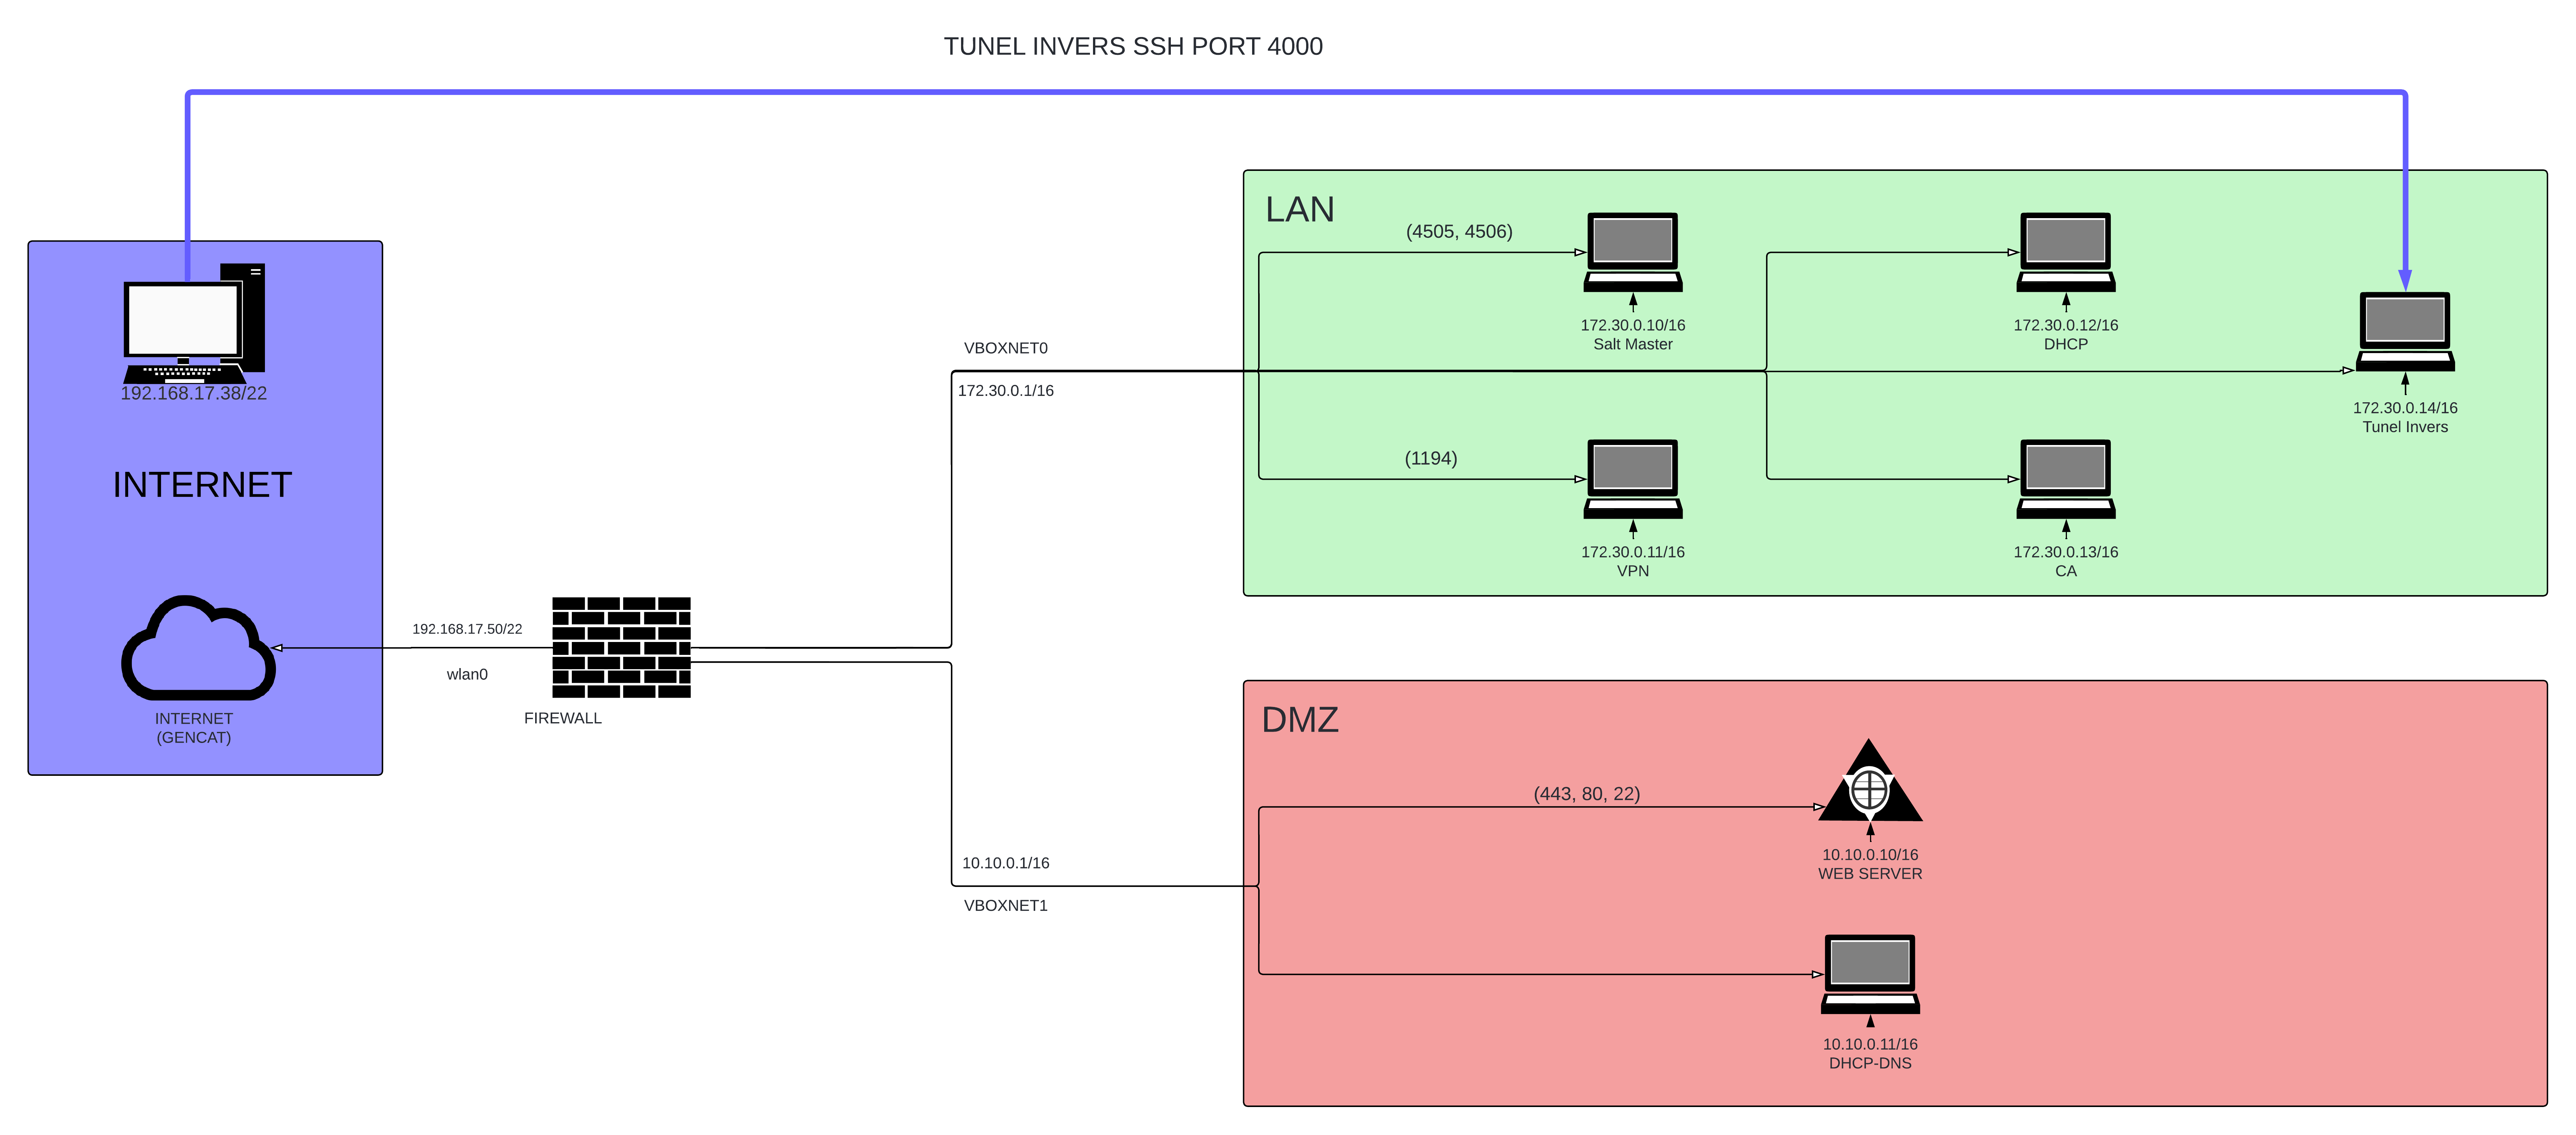 TUNEL INVERS SSH PORT 4000
192.168.17.38/22
INTERNET
INTERNET
(GENCAT)
192.168.17.50/22
wlan0
FIREWALL
VBOXNET0
172.30.0.1/16
10.10.0.1/16
VBOXNET1
LAN
(4505, 4506)
172.30.0.10/16
Salt Master
172.30.0.12/16
DHCP
172.30.0.14/16
Tunel Invers
(1194)
172.30.0.11/16
VPN
172.30.0.13/16
CA
DMZ
(443, 80, 22)
10.10.0.10/16
WEB SERVER
10.10.0.11/16
DHCP-DNS